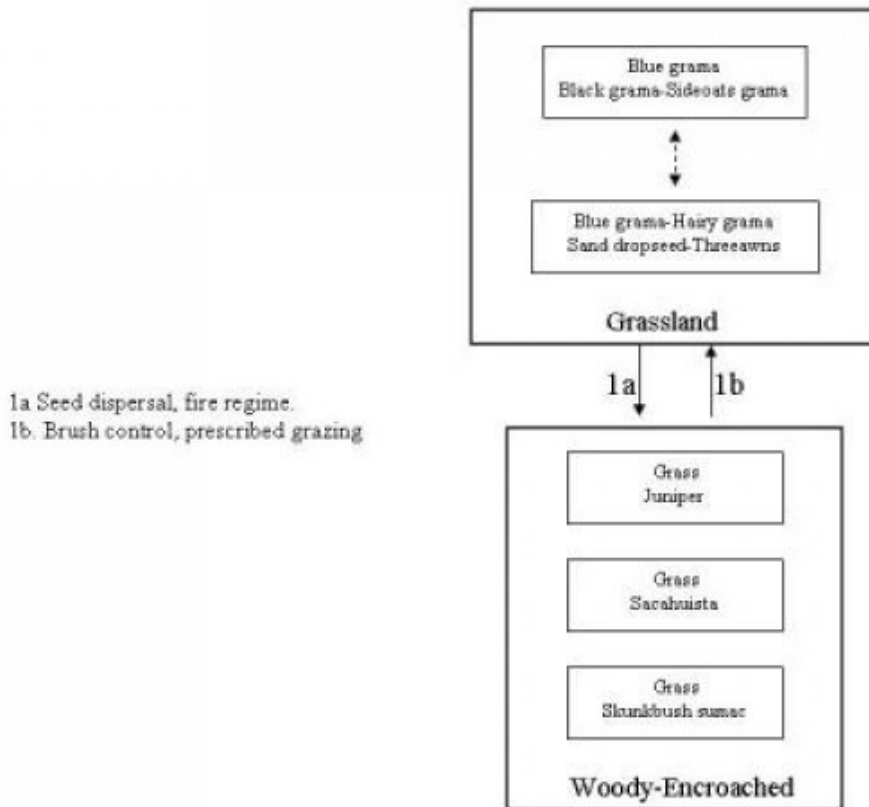 Blue grama
Black grama-Sideoats grama
Blue grama-Hairy grama
Sand dropseed-Threeawns
Grassland
1a
1b
1a Seed dispersal, fire regime.
1b. Brush control, prescribed grazing
Grass
Juniper
Grass
Sacahuista
Grass
Skunkbush sumac
Woody-Encroached